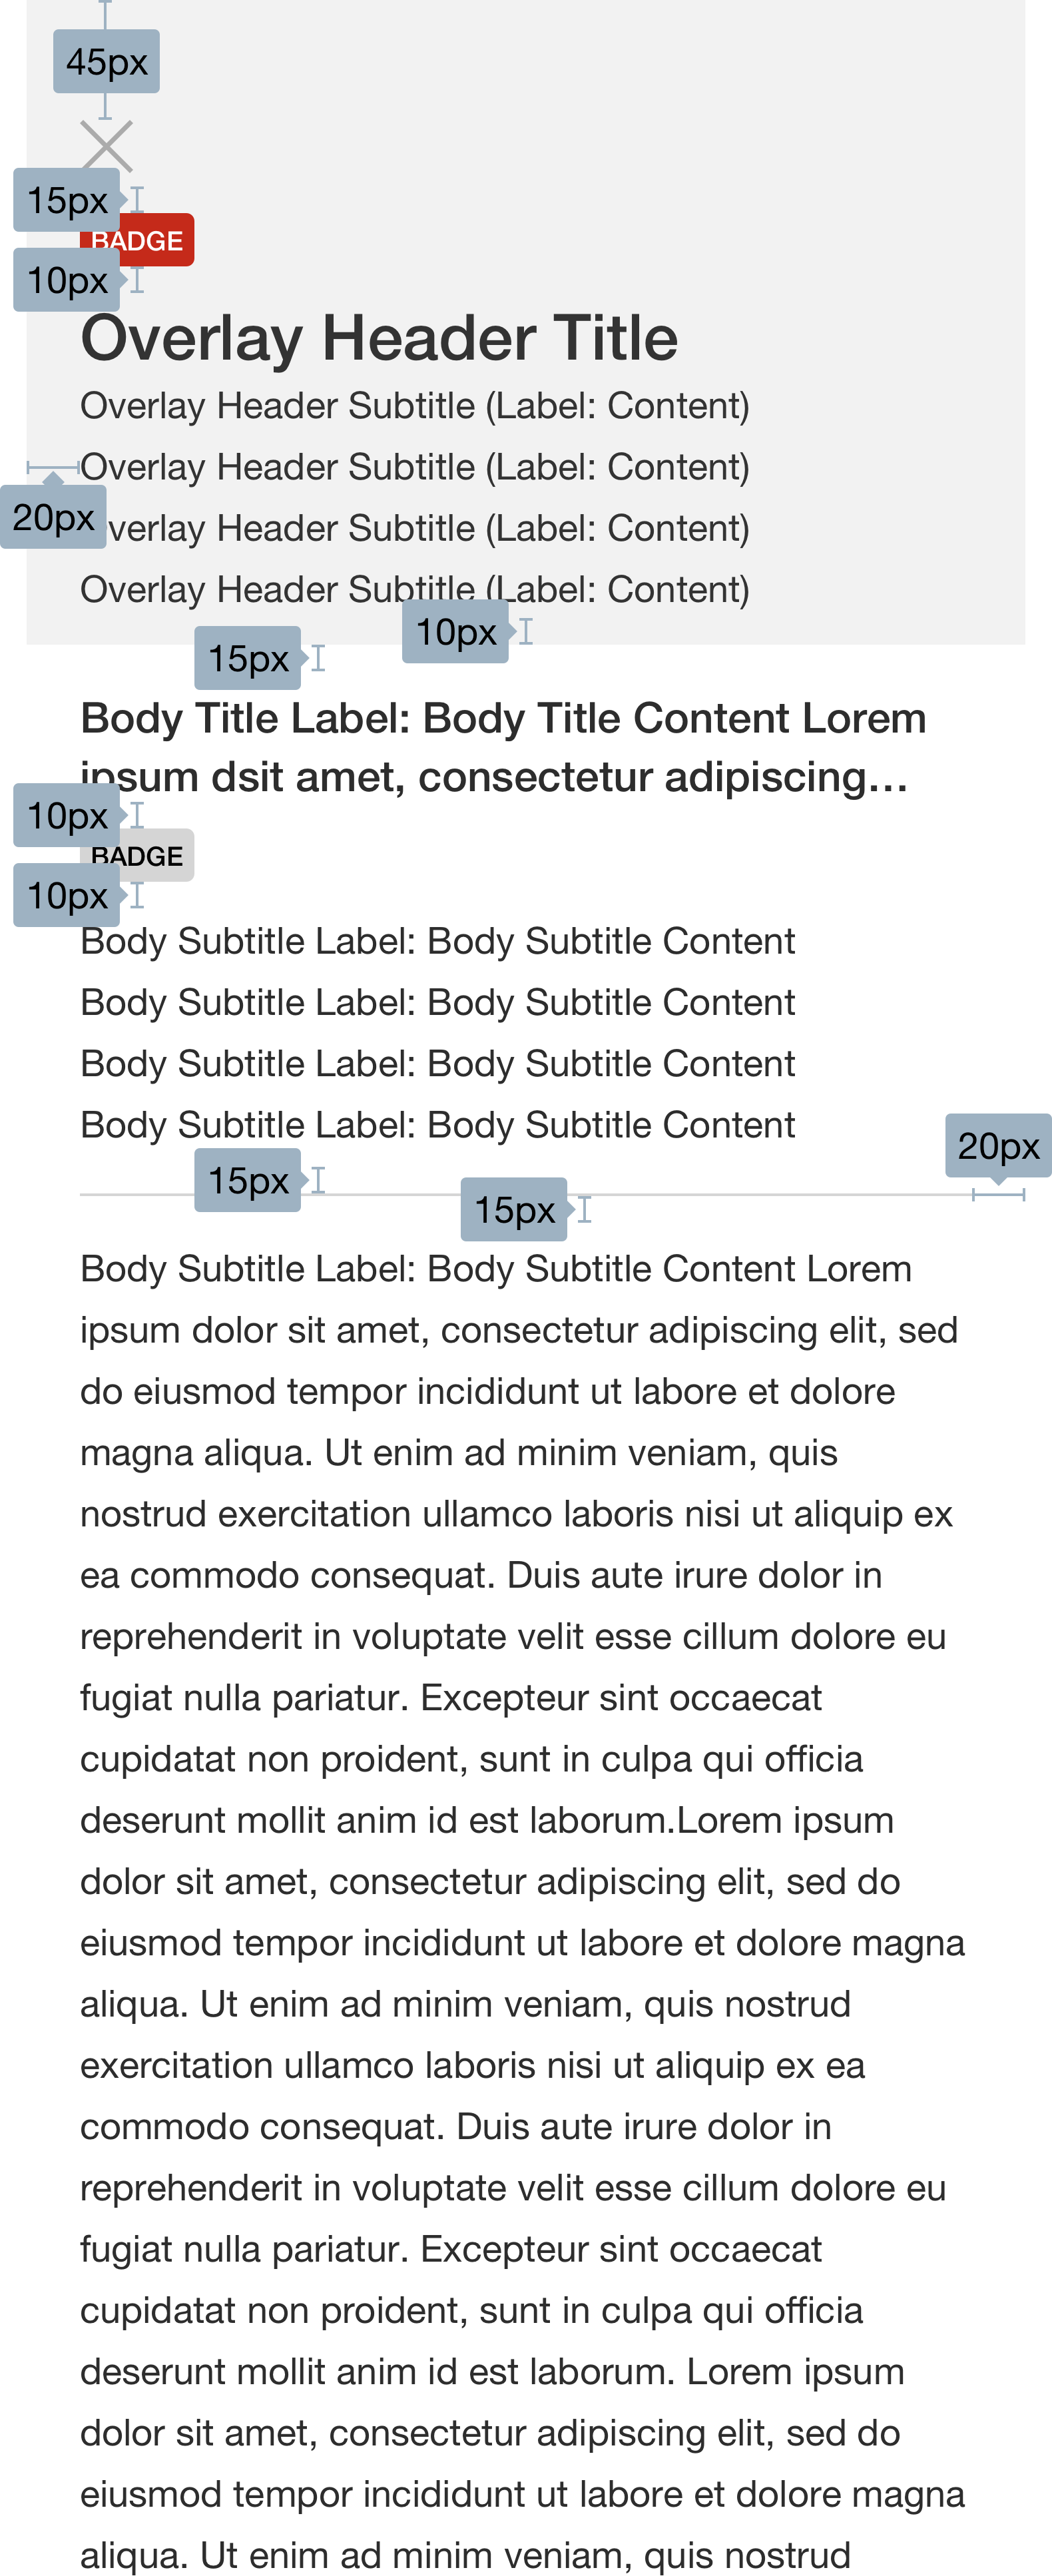 45px
15px
BADGE
10px
Overlay Header Title
Overlay Header Subtitle (Label: Content)
Overlay Header Subtitle (Label: Content)
20px
verlay Header Subtitle (Label: Content)
Overlay Header Subtitle (Label: Content)
10px
15px
Body Title Label: Body Title Content Lorem
ipsum dsit amet, consectetur adipiscing...
10px
BADGE
10px
Body Subtitle Label: Body Subtitle Content
Body Subtitle Label: Body Subtitle Content
Body Subtitle Label: Body Subtitle Content
Body Subtitle Label: Body Subtitle Content
20px
15px
15px
Body Subtitle Label: Body Subtitle Content Lorem
ipsum dolor sit amet, consectetur adipiscing elit, sed
do eiusmod tempor incididunt ut labore et dolore
magna aliqua. Ut enim ad minim veniam, quis
nostrud exercitation ullamco laboris nisi ut aliquip ex
ea commodo consequat. Duis aute irure dolor in
reprehenderit in voluptate velit esse cillum dolore eu
fugiat nulla pariatur. Excepteur sint occaecat
cupidatat non proident, sunt in culpa qui officia
deserunt mollit anim id est laborum.Lorem ipsum
dolor sit amet, consectetur adipiscing elit, sed do
eiusmod tempor incididunt ut labore et dolore magna
aliqua. Ut enim ad minim veniam, quis nostrud
exercitation ullamco laboris nisi ut aliquip ex ea
commodo consequat. Duis aute irure dolor in
reprehenderit in voluptate velit esse cillum dolore eu
fugiat nulla pariatur. Excepteur sint occaecat
cupidatat non proident, sunt in culpa qui officia
deserunt mollit anim id est laborum. Lorem ipsum
dolor sit amet, consectetur adipiscing elit, sed do
eiusmod tempor incididunt ut labore et dolore magna
aliqua. Ut enim ad minim veniam, quis nostrud